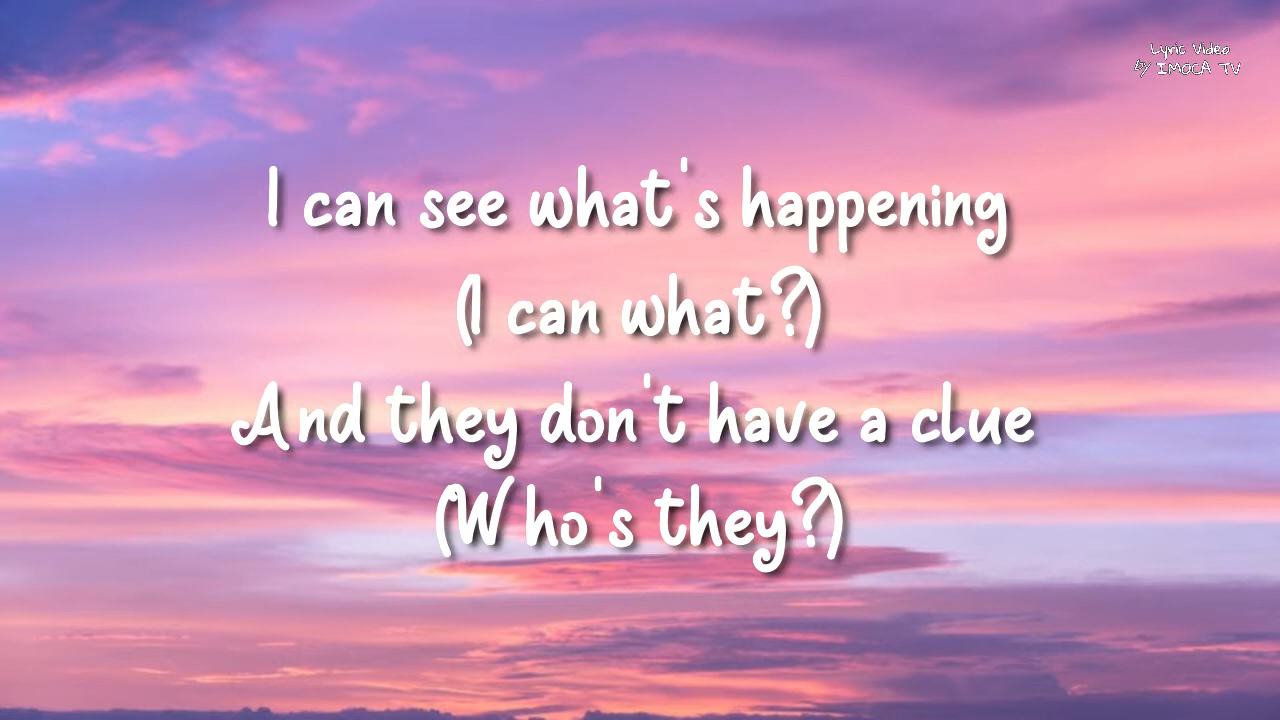 Lyric Video
by IMOCA TV
I can see what's happening
(I can what?)
And they don't have a clue
(Who's they?)